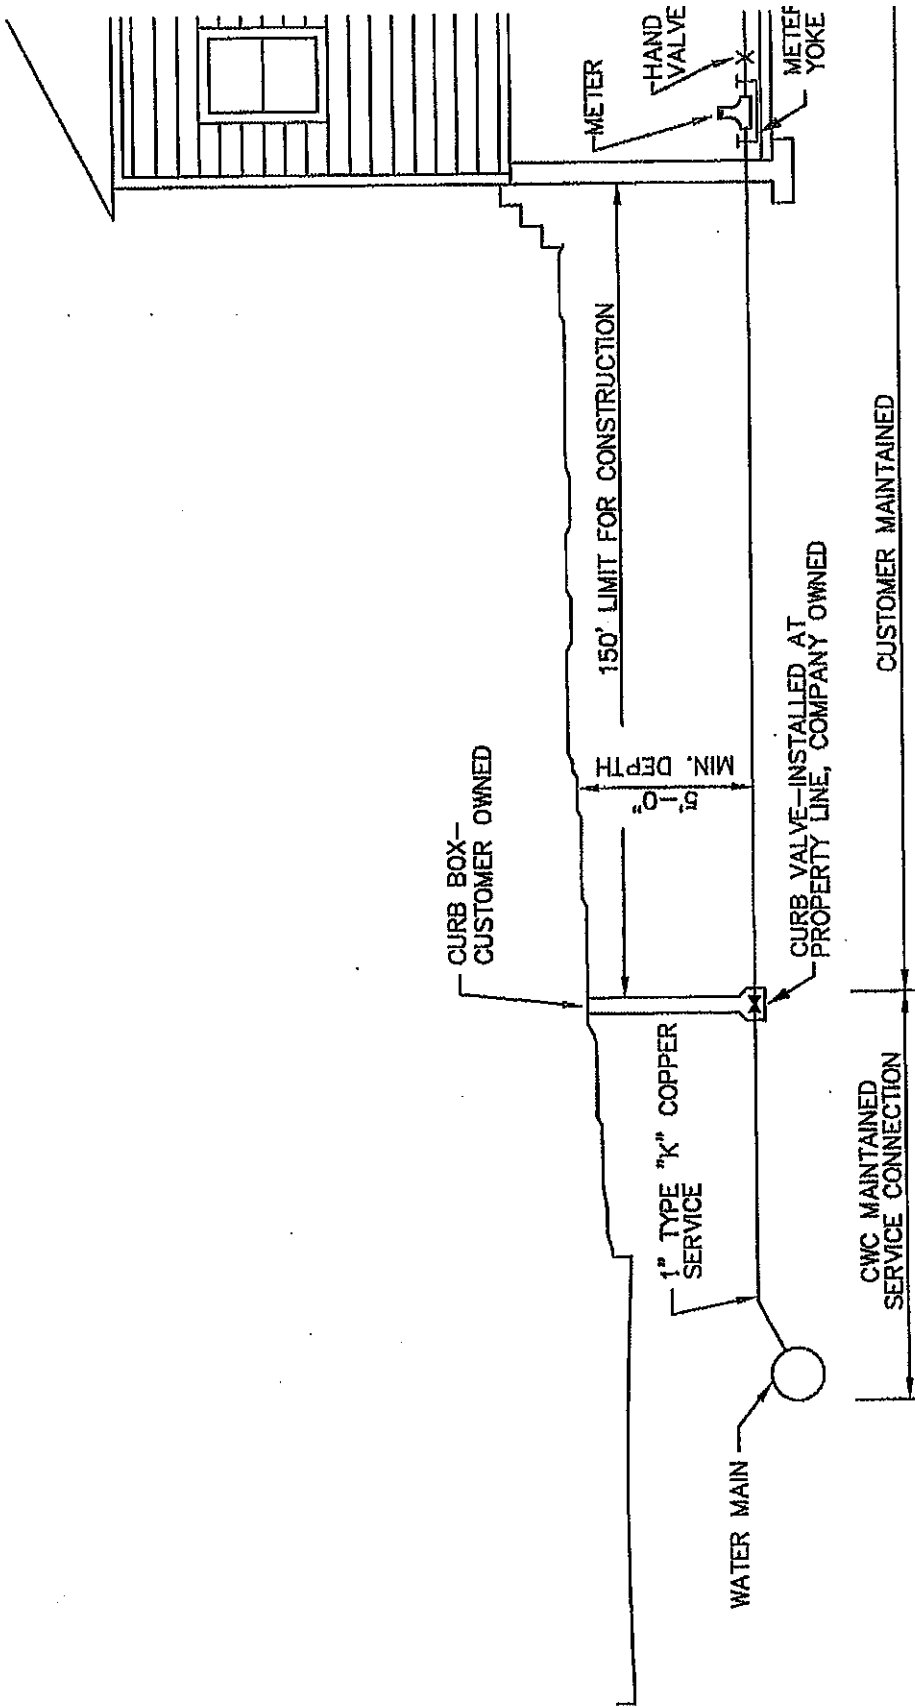 WATER MAIN
1" TYPE "K" COPPER
SERVICE
CURB BOX-
CUSTOMER OWNED
5'-0"
MIN. DEPTH
150' LIMIT FOR CONSTRUCTION
METER
HAND
VALVE
METER
YOKE
CURB VALVE-INSTALLED AT
PROPERTY LINE, COMPANY OWNED
CWC MAINTAINED
SERVICE CONNECTION
CUSTOMER MAINTAINED